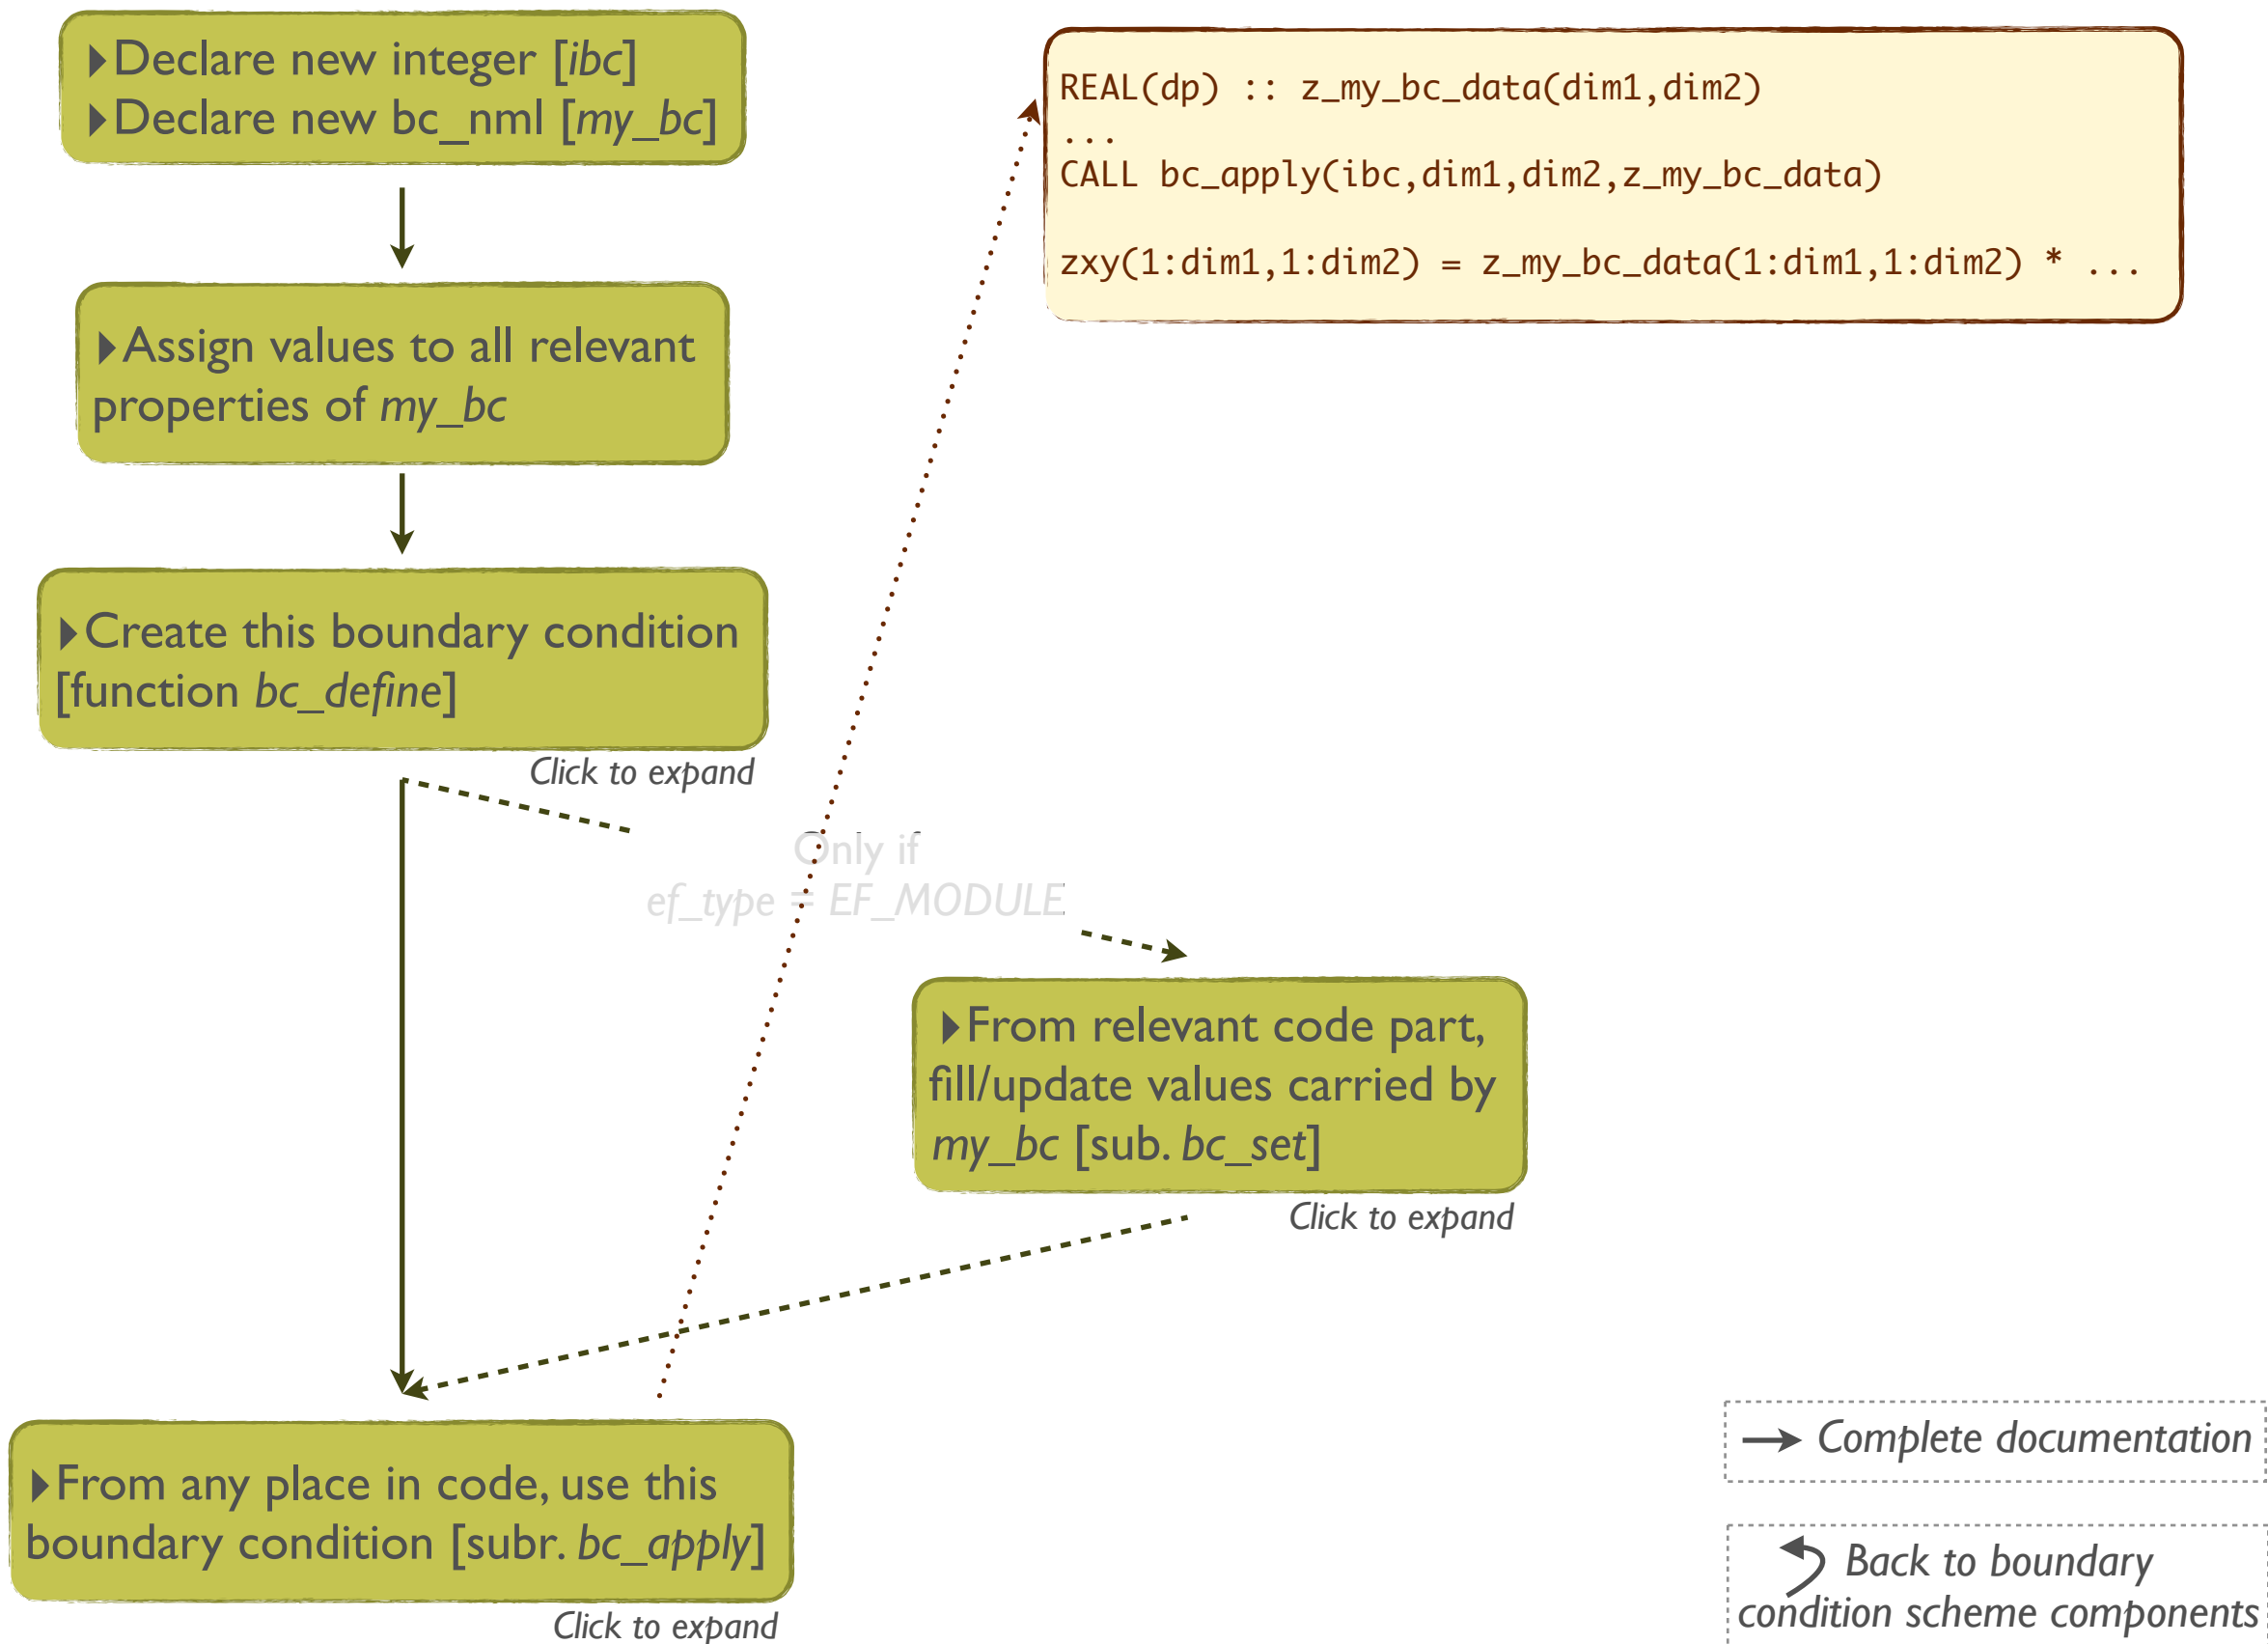 ▸Declare new integer [ibc]
▸Declare new bc_nml [my_bc]
REAL(dp) :: z_my_bc_data(dim1,dim2)
...
CALL bc_apply(ibc,dim1,dim2,z_my_bc_data)
zxy(1:dim1,1:dim2) = z_my_bc_data(1:dim1,1:dim2) * ...
▸Assign values to all relevant
properties of my_bc
▸Create this boundary condition
[function bc_define]
Click to expand
Only if
ef_type = EF_MODULE
▸From relevant code part,
fill/update values carried by
my_bc [sub. bc_set]
Click to expand
▸From any place in code, use this
boundary condition [subr. bc_apply]
Click to expand
Complete documentation
Back to boundary
condition scheme components